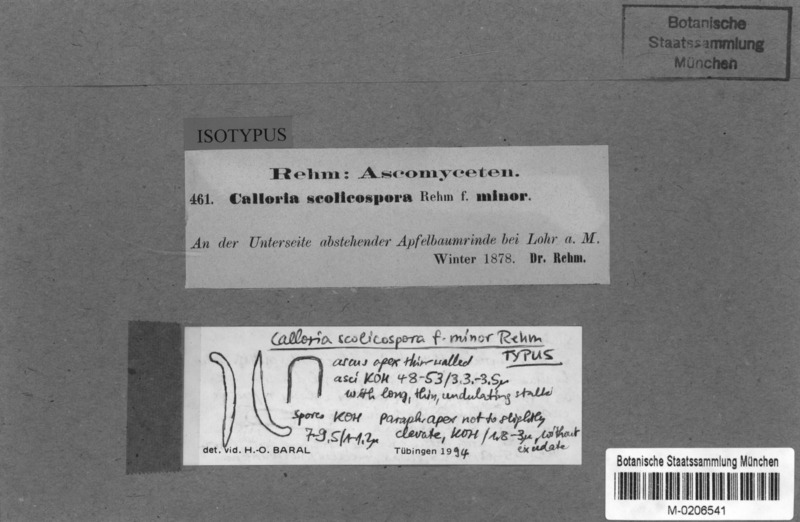 Botanische
Staatssammlung
München
ISOTYPUS
Rehm: Ascomyceten.
461. Calloria scolicospora Rehm f. minor.
An der Unterseite abstehender Apfelbaumrinde bei Lohr a. M.
Winter 1878. Dr. Rehm.
Calloria scolicospora f. minor Rehm
TYPUS
ascus apex thin-walled
asci KOH 48-53/3.3-3.5µ
with long, thin, undulating stalks
Spores KOH
7-9.5/1-1.2µ
Paraph. apex not to slightly
clavate, KOH /1.8-3µ, without
exudate
det. vid. H.-O. BARAL Tübingen 1994
Botanische Staatssammlung München
M-0206541